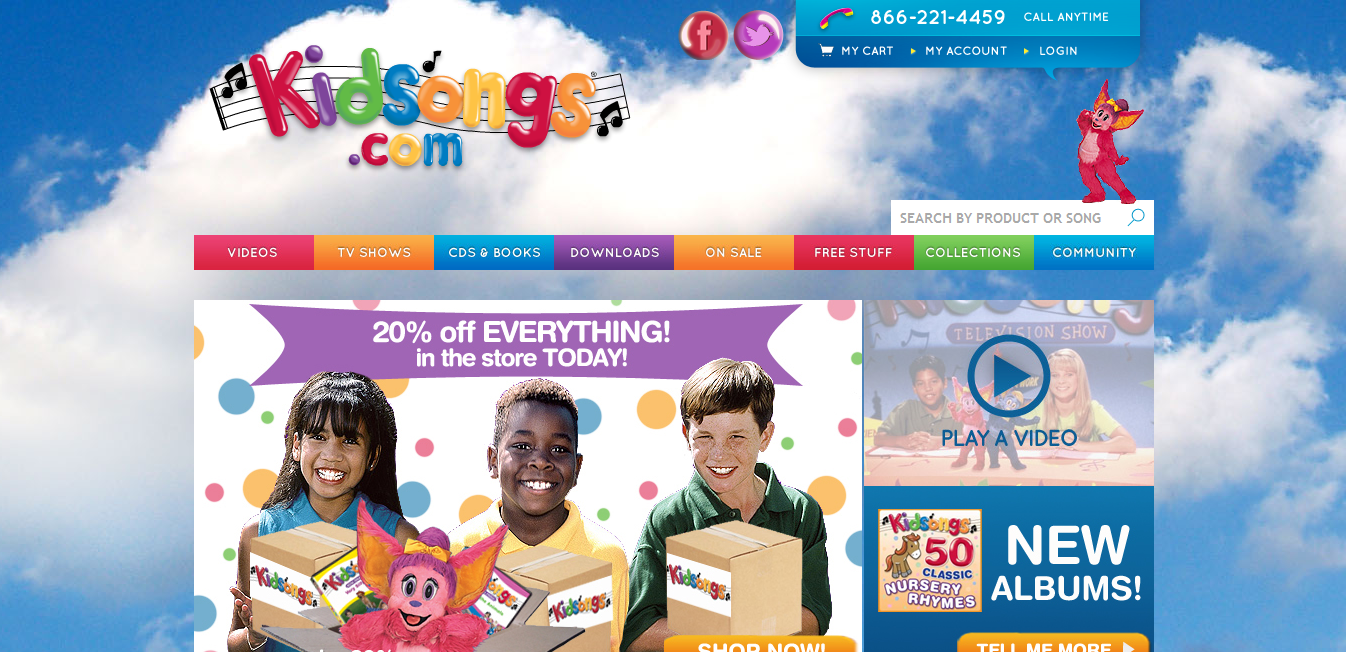 866-221-4459 CALL ANYTIME
MY CART MY ACCOUNT LOGIN
Kidsongs®
.com
SEARCH BY PRODUCT OR SONG
VIDEOS TV SHOWS CDS & BOOKS DOWNLOADS ON SALE FREE STUFF COLLECTIONS COMMUNITY
20% off EVERYTHING!
in the store TODAY!
TELEVISION SHOW
PLAY A VIDEO
Kidsongs
Kidsongs
Kidsongs
Kidsongs
50
CLASSIC
NURSERY
RHYMES
NEW
ALBUMS!
SHOP NOW!
TELL ME MORE